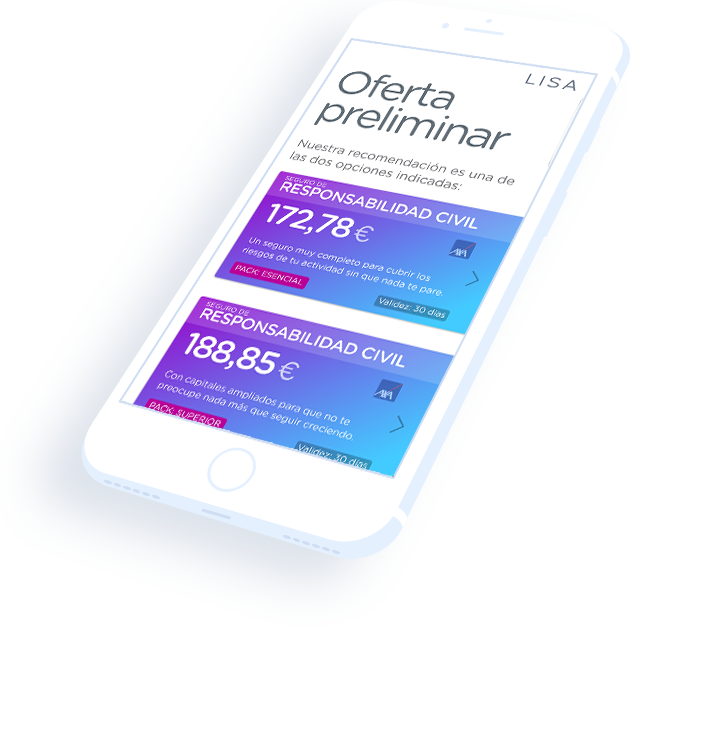 LISA
Oferta
preliminar
Nuestra recomendación es una de
las dos opciones indicadas:
SEGURO DE
RESPONSABILIDAD CIVIL
172,78€
AXA
Un seguro muy completo para cubrir los
riesgos de tu actividad sin que nada te pare.
PACK: ESENCIAL
Validez: 30 días
SEGURO DE
RESPONSABILIDAD CIVIL
188,85€
AXA
Con capitales ampliados para que no te
preocupe nada más que seguir creciendo.
PACK: SUPERIOR
Validez: 30 días